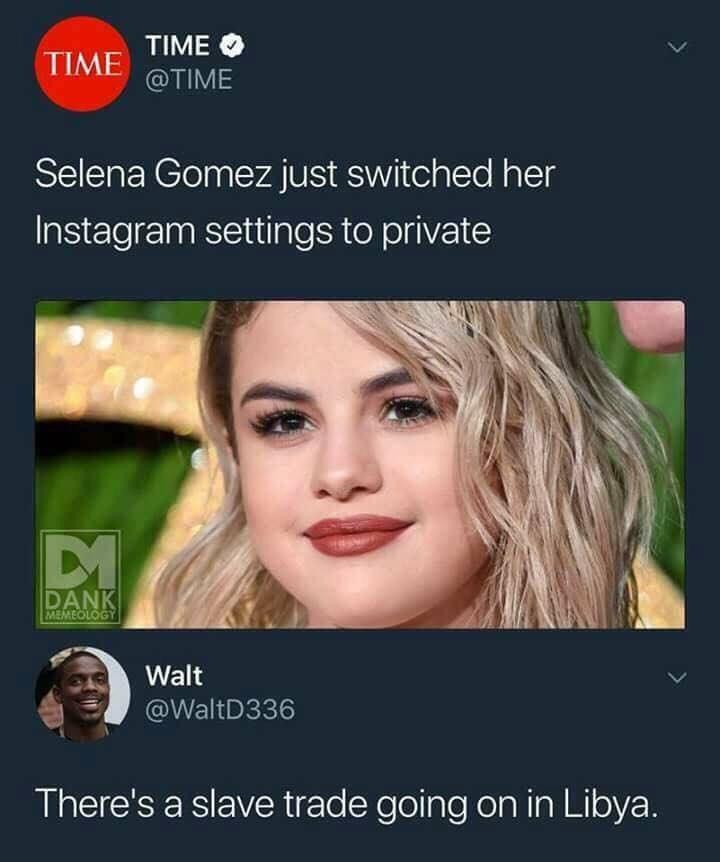 TIME
TIME
@TIME
Selena Gomez just switched her
Instagram settings to private
DM
DANK
MEMEOLOGY
Walt
@WaltD336
There's a slave trade going on in Libya.